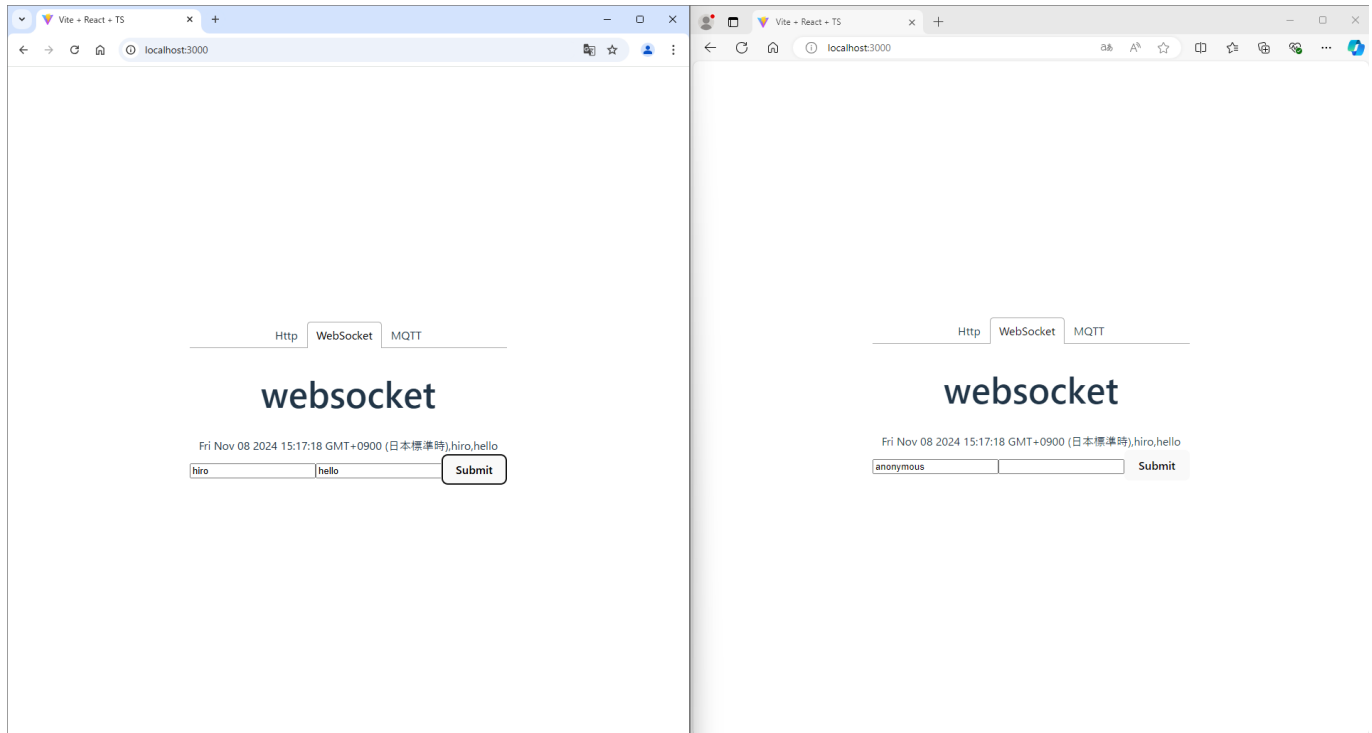 Vite + React + TS
localhost:3000
Http WebSocket MQTT
websocket
Fri Nov 08 2024 15:17:18 GMT+0900 (日本標準時),hiro,hello
hiro hello Submit
Vite + React + TS
localhost:3000
Http WebSocket MQTT
websocket
Fri Nov 08 2024 15:17:18 GMT+0900 (日本標準時),hiro,hello
anonymous Submit